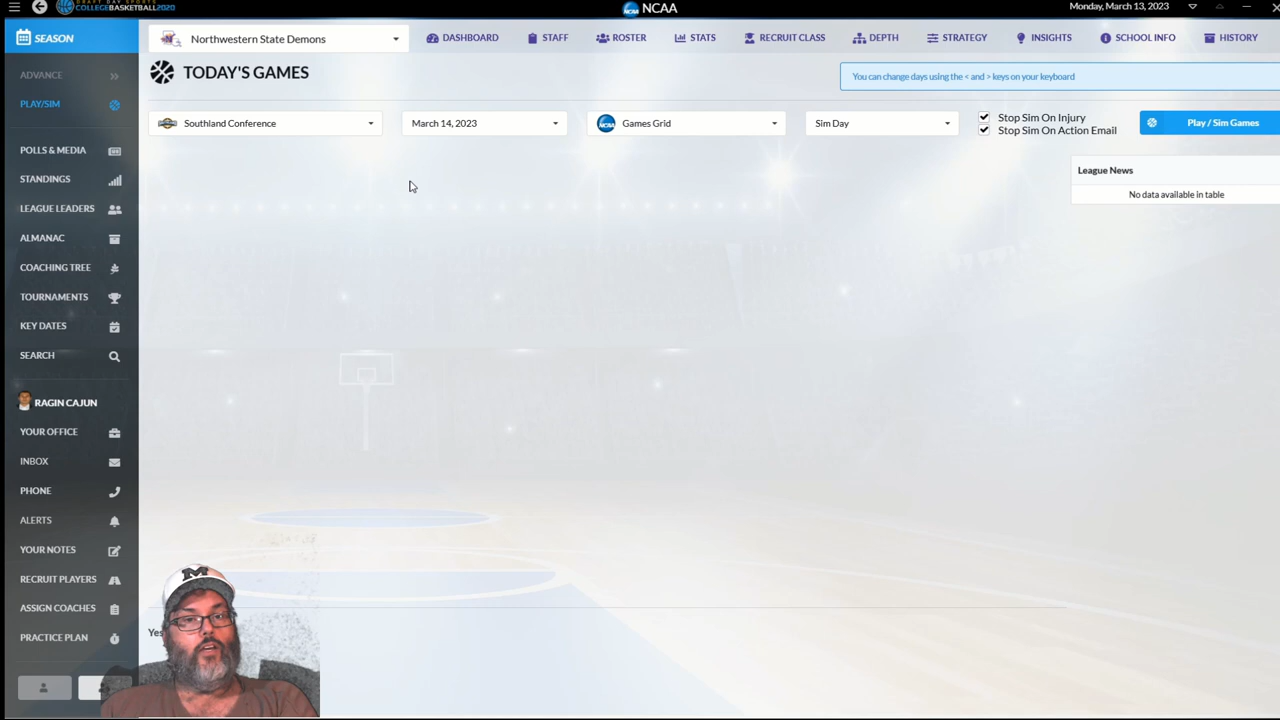 DRAFT DAY SPORTS
COLLEGEBASKETBALL2020
NCAA
Monday, March 13, 2023
SEASON
Northwestern State Demons
DASHBOARD
STAFF
ROSTER
STATS
RECRUIT CLASS
DEPTH
STRATEGY
INSIGHTS
SCHOOL INFO
HISTORY
ADVANCE
TODAY'S GAMES
You can change days using the < and > keys on your keyboard
PLAY/SIM
Southland Conference
March 14, 2023
Games Grid
Sim Day
Stop Sim On Injury
Stop Sim On Action Email
Play / Sim Games
POLLS & MEDIA
STANDINGS
LEAGUE LEADERS
ALMANAC
COACHING TREE
TOURNAMENTS
KEY DATES
SEARCH
League News
No data available in table
RAGIN CAJUN
YOUR OFFICE
INBOX
PHONE
ALERTS
YOUR NOTES
RECRUIT PLAYERS
ASSIGN COACHES
PRACTICE PLAN
M